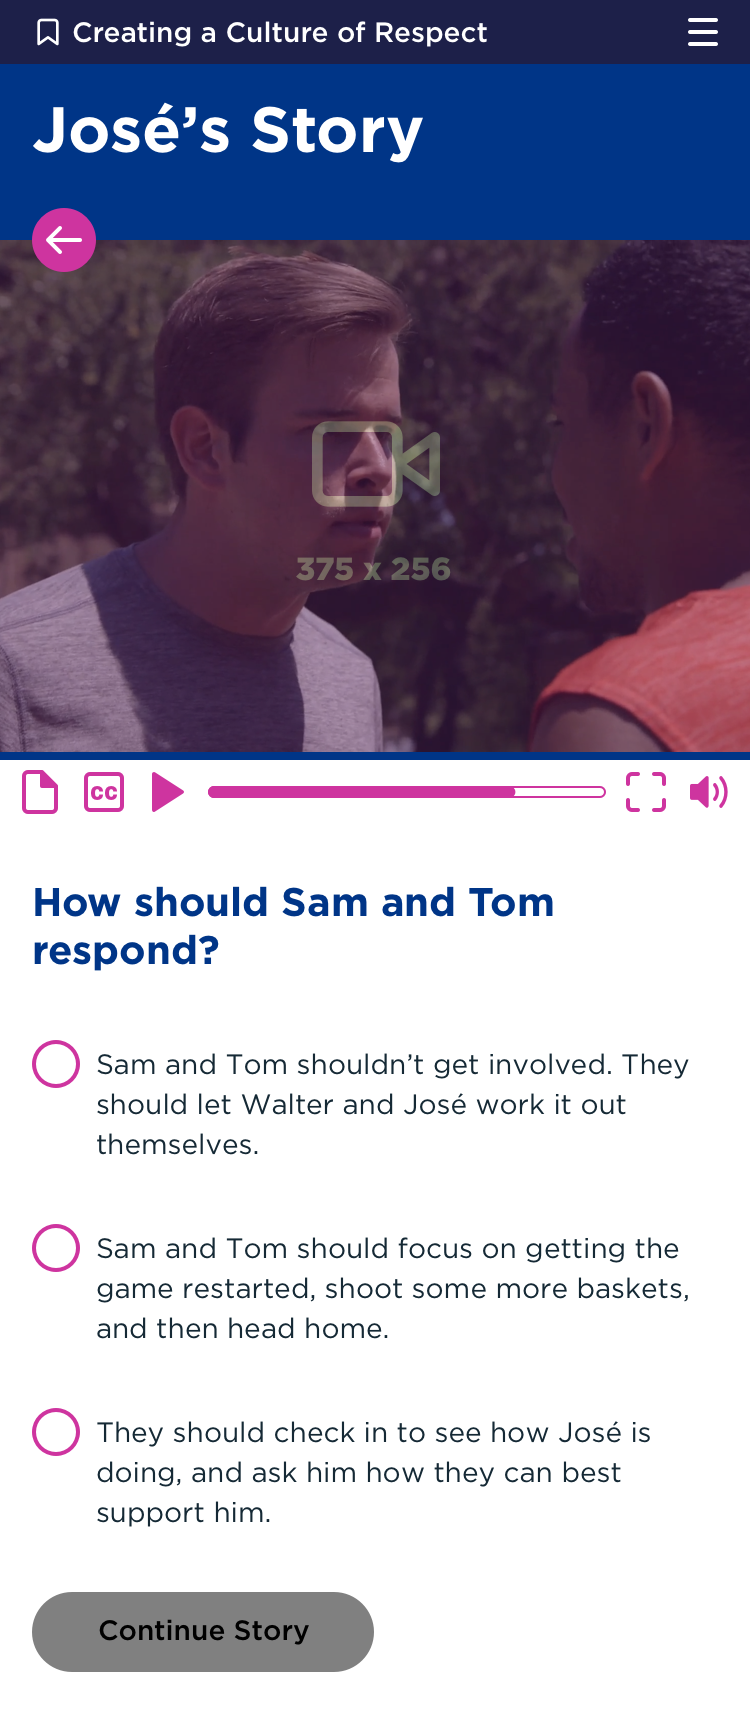 Creating a Culture of Respect
José’s Story
375 x 256
CC
How should Sam and Tom
respond?
Sam and Tom shouldn’t get involved. They
should let Walter and José work it out
themselves.
Sam and Tom should focus on getting the
game restarted, shoot some more baskets,
and then head home.
They should check in to see how José is
doing, and ask him how they can best
support him.
Continue Story